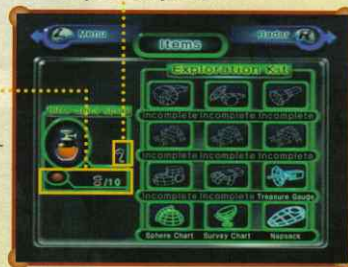 L Menu
Items
Radar R
Exploration Kit
Incomplete Incomplete Incomplete
Incomplete Incomplete Incomplete
Incomplete Incomplete Treasure Gauge
Sphere Chart Survey Chart Napsack
2
8/10